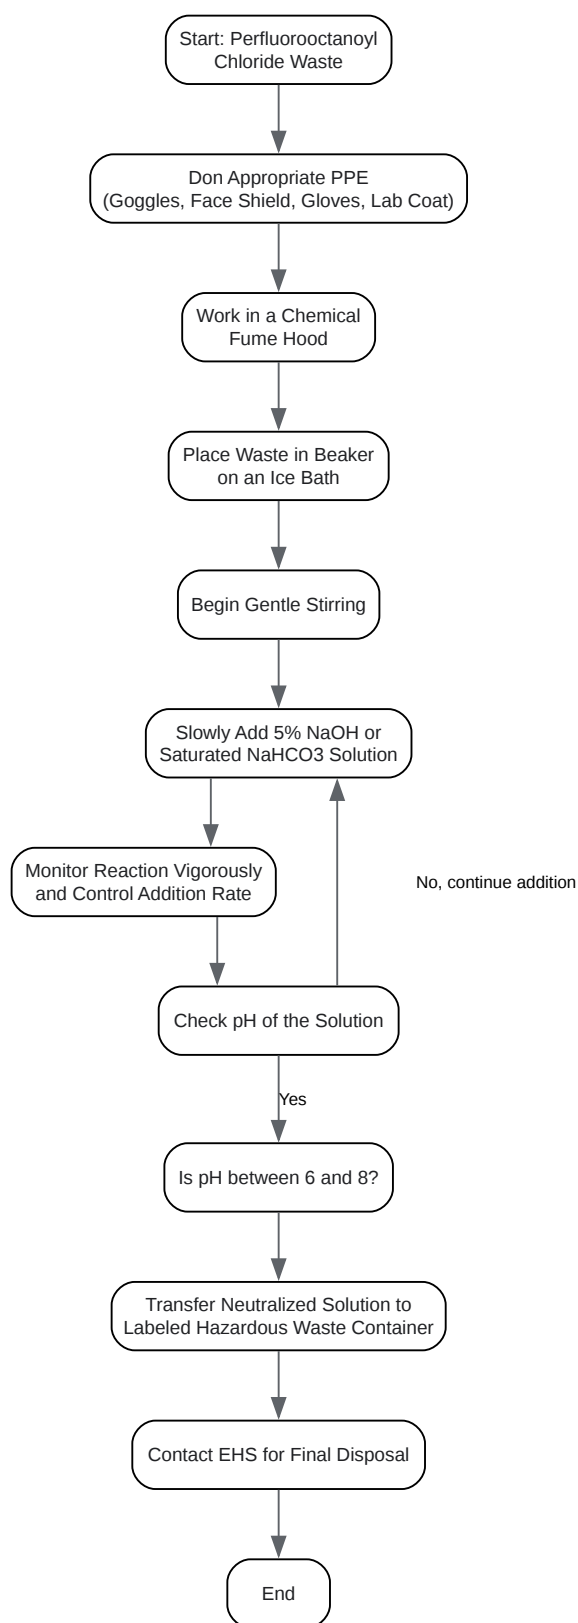 Start: Perfluorooctanoyl
Chloride Waste
Don Appropriate PPE
(Goggles, Face Shield, Gloves, Lab Coat)
Work in a Chemical
Fume Hood
Place Waste in Beaker
on an Ice Bath
Begin Gentle Stirring
Slowly Add 5% NaOH or
Saturated NaHCO3 Solution
Monitor Reaction Vigorously
and Control Addition Rate
No, continue addition
Check pH of the Solution
Yes
Is pH between 6 and 8?
Transfer Neutralized Solution to
Labeled Hazardous Waste Container
Contact EHS for Final Disposal
End